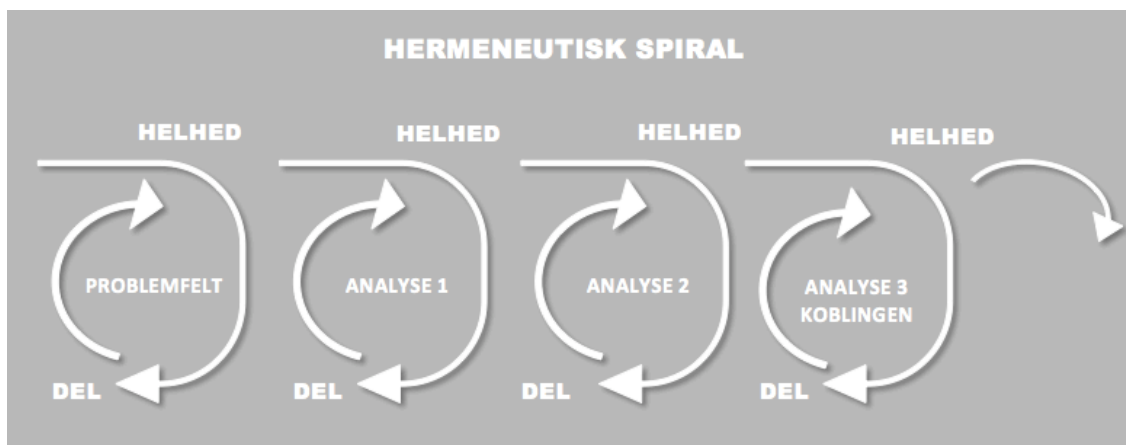 HERMENEUTISK SPIRAL
HELHED
HELHED
HELHED
HELHED
PROBLEMFELT
ANALYSE 1
ANALYSE 2
ANALYSE 3
KOBLINGEN
DEL
DEL
DEL
DEL